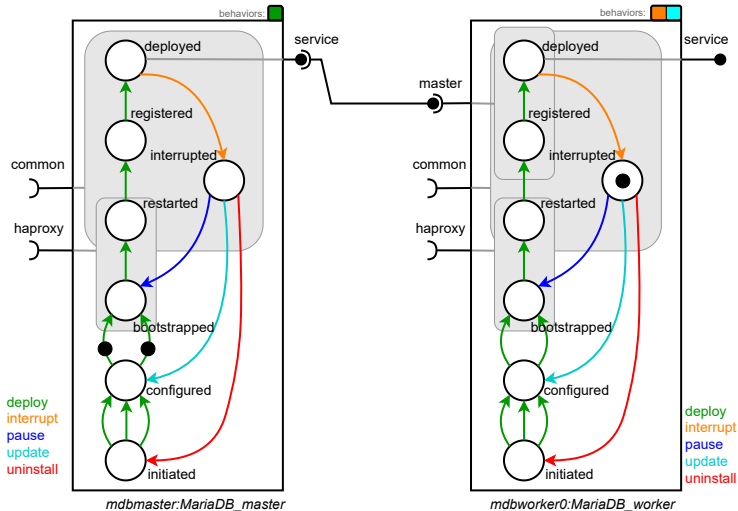 behaviors:
behaviors:
deployed
service
deployed
service
master
registered
registered
interrupted
interrupted
common
common
restarted
restarted
haproxy
haproxy
bootstrapped
bootstrapped
configured
configured
deploy
interrupt
pause
update
uninstall
deploy
interrupt
pause
update
uninstall
initiated
initiated
mdbmaster:MariaDB_master
mdbworker0:MariaDB_worker